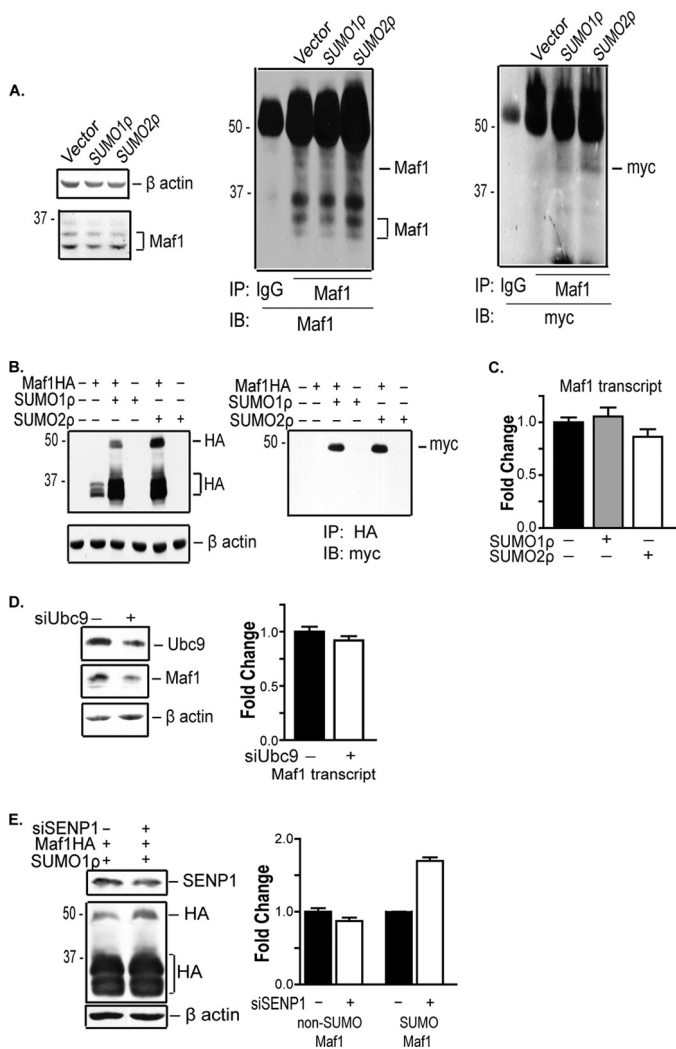 A.
Vector SUMO1ρ SUMO2ρ
β actin
37 -
Maf1
Vector SUMO1ρ SUMO2ρ
50 -
Maf1
37 -
Maf1
IP: IgG Maf1
IB: Maf1
Vector SUMO1ρ SUMO2ρ
50 -
myc
37 -
IgG Maf1
IB: myc
B.
Maf1HA – + + – + –
SUMO1ρ – – + + – –
SUMO2ρ – – – – + +
50 - – HA
37 - HA
– β actin
Maf1HA – + + – + –
SUMO1ρ – – + + – –
SUMO2ρ – – – – + +
50 - – myc
IP: HA
IB: myc
C.
Maf1 transcript
Fold Change
1.5
1.0
0.5
0.0
SUMO1ρ – + –
SUMO2ρ – – +
D.
siUbc9 – +
– Ubc9
– Maf1
– β actin
Fold Change
1.0
0.5
0.0
siUbc9 – +
Maf1 transcript
E.
siSENP1 – +
Maf1HA + +
SUMO1ρ + +
– SENP1
50 - – HA
37 - HA
– β actin
Fold Change
2.0
1.0
0.0
siSENP1 – + – +
non-SUMO Maf1
SUMO Maf1